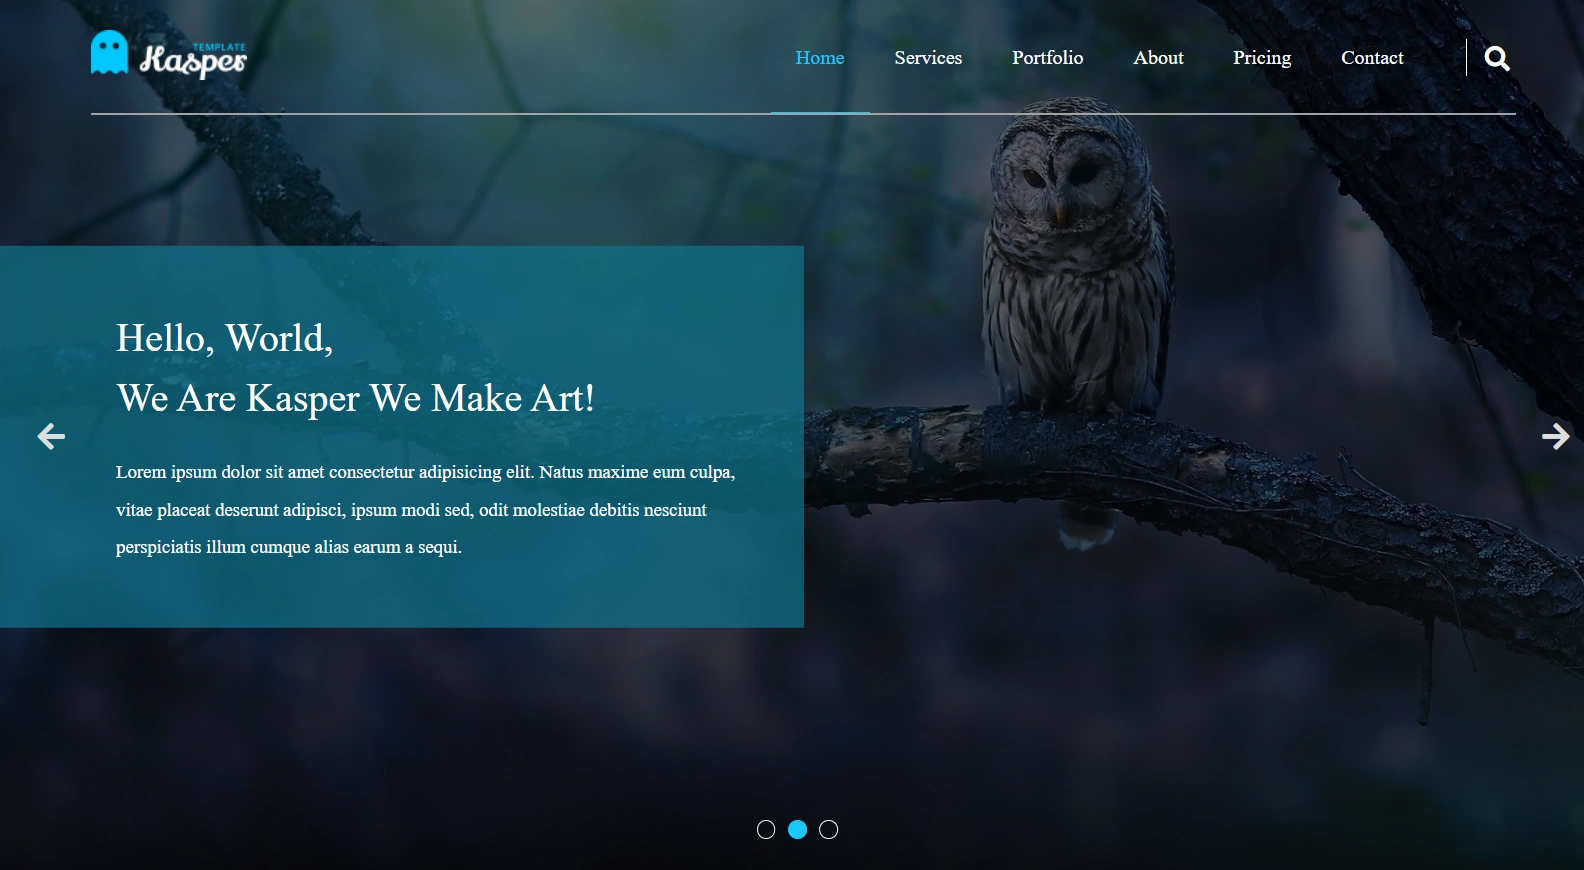 TEMPLATE
Kasper
Home Services Portfolio About Pricing Contact
Hello, World,
We Are Kasper We Make Art!
Lorem ipsum dolor sit amet consectetur adipisicing elit. Natus maxime eum culpa,
vitae placeat deserunt adipisci, ipsum modi sed, odit molestiae debitis nesciunt
perspiciatis illum cumque alias earum a sequi.